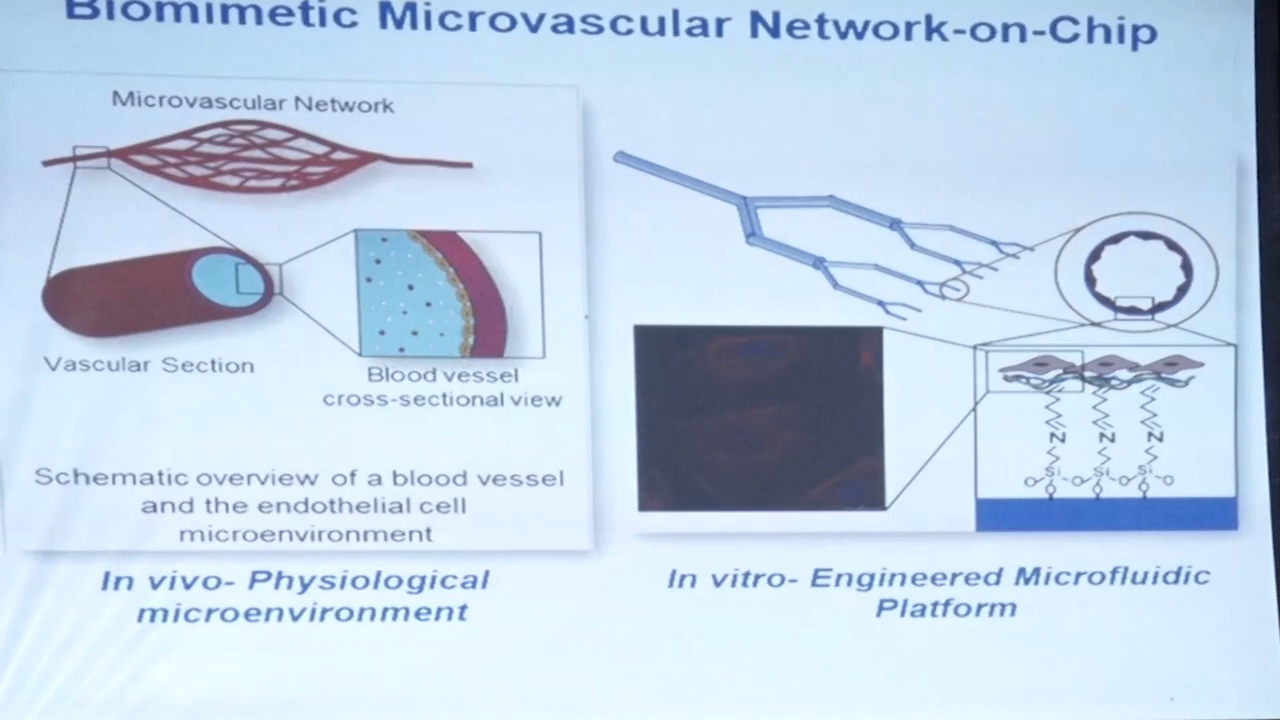 Biomimetic Microvascular Network-on-Chip
Microvascular Network
Vascular Section
Blood vessel
cross-sectional view
Schematic overview of a blood vessel
and the endothelial cell
microenvironment
In vivo- Physiological
microenvironment
N N N
Si Si Si
In vitro- Engineered Microfluidic
Platform